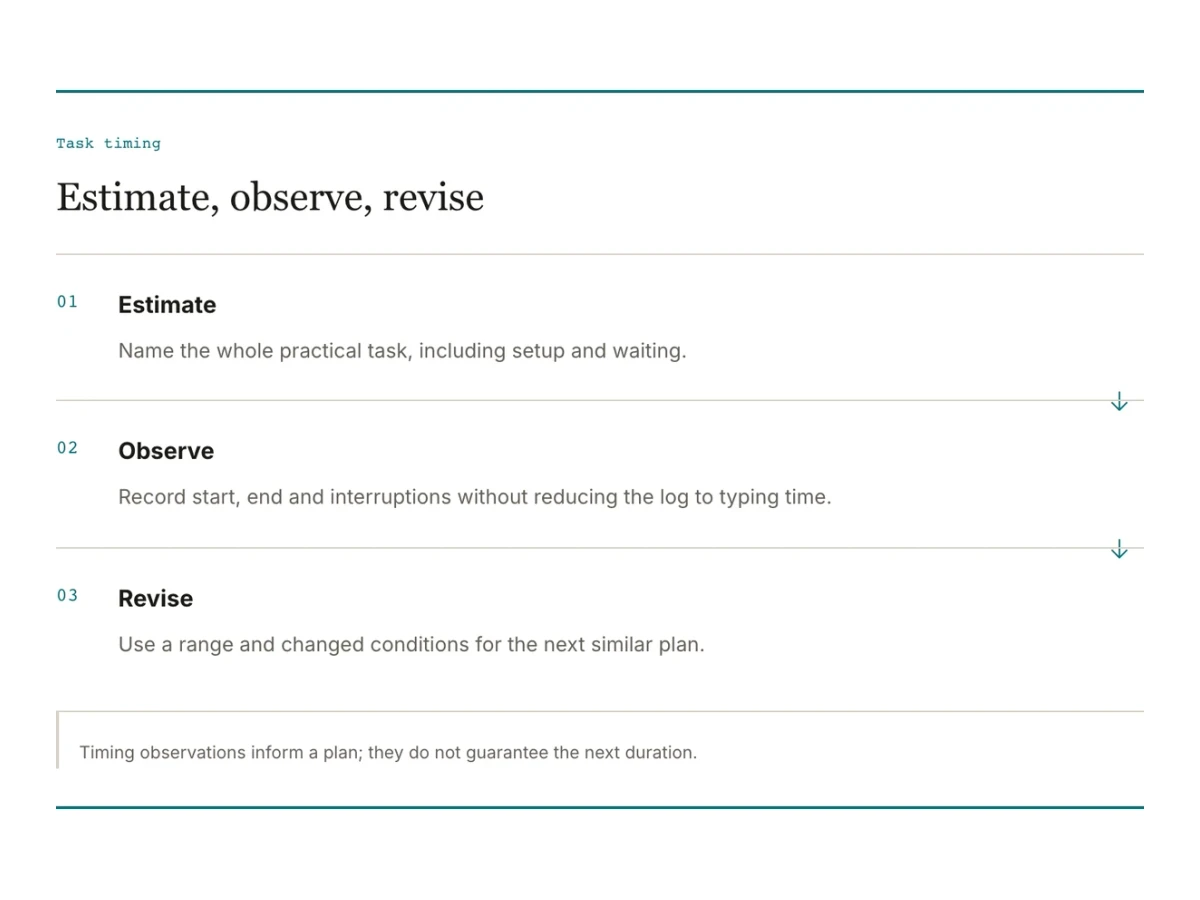 Task timing
Estimate, observe, revise
01
Estimate
Name the whole practical task, including setup and waiting.
02
Observe
Record start, end and interruptions without reducing the log to typing time.
03
Revise
Use a range and changed conditions for the next similar plan.
Timing observations inform a plan; they do not guarantee the next duration.